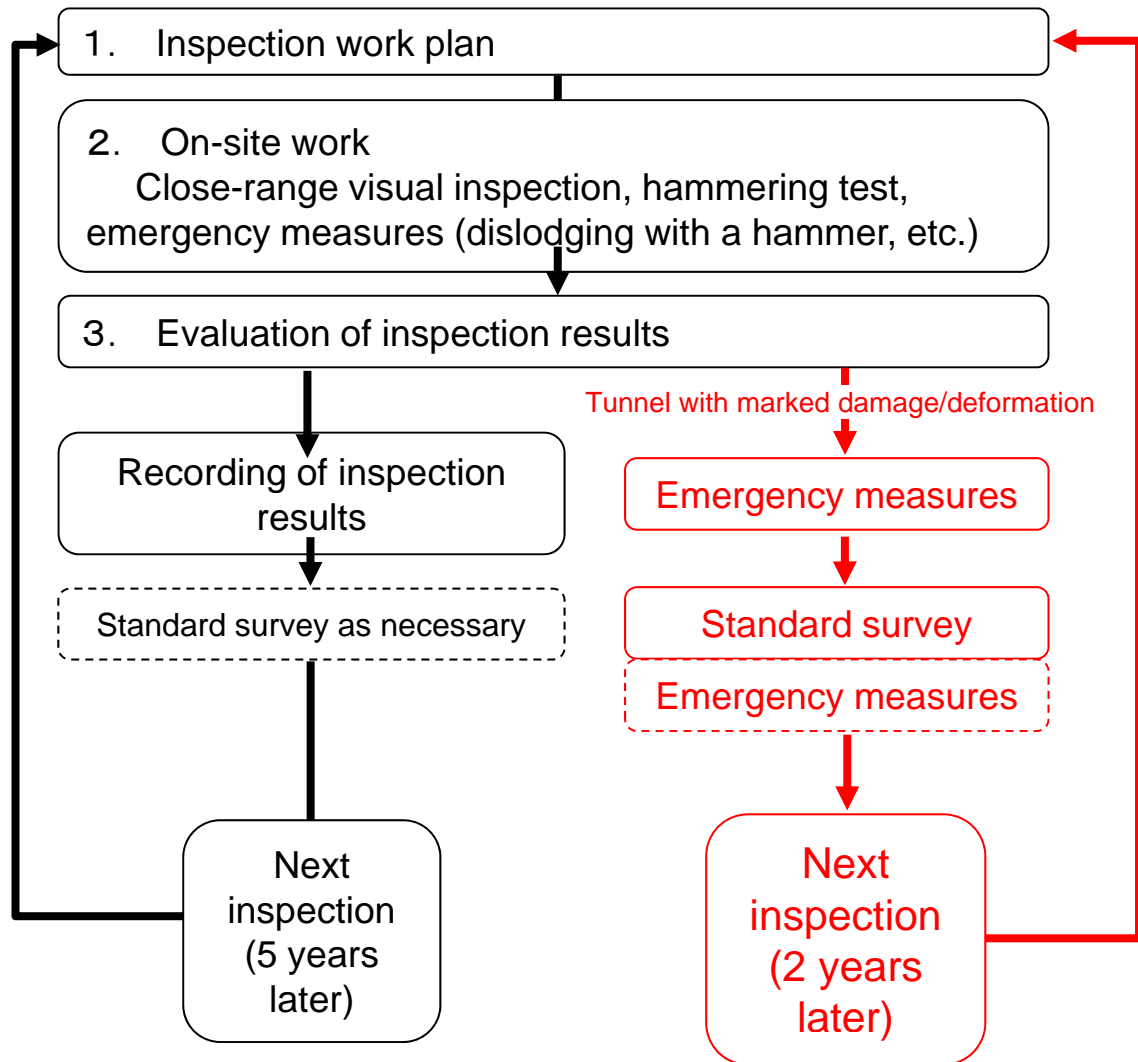 1.　Inspection work plan
2.　On-site work
Close-range visual inspection, hammering test,
emergency measures (dislodging with a hammer, etc.)
3.　Evaluation of inspection results
Tunnel with marked damage/deformation
Recording of inspection
results
Standard survey as necessary
Next
inspection
(5 years
later)
Emergency measures
Standard survey
Emergency measures
Next
inspection
(2 years
later)